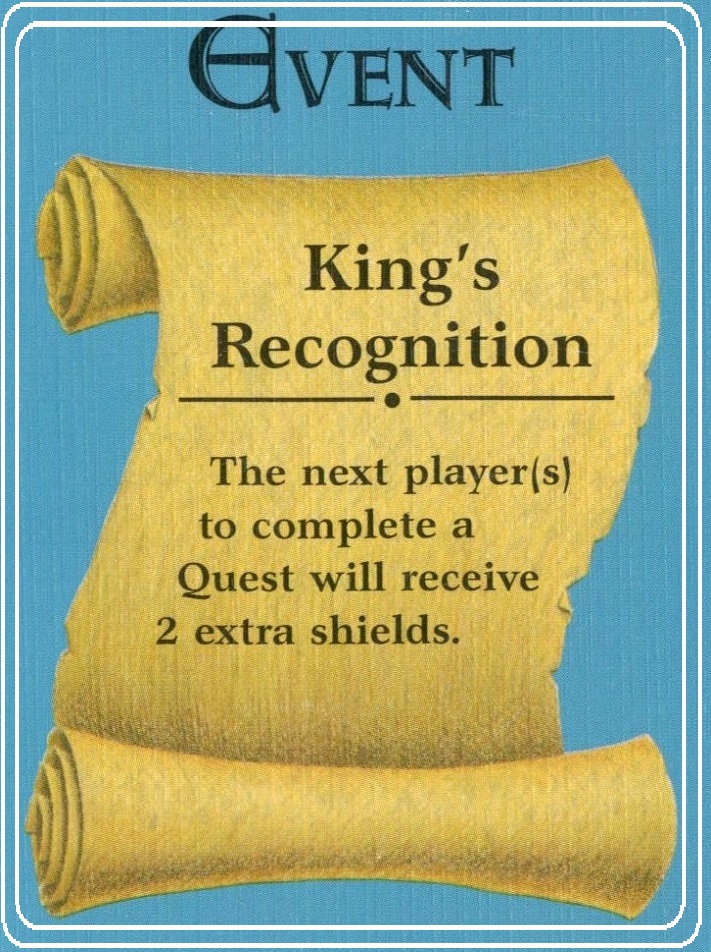 Event
King's
Recognition
The next player(s)
to complete a
Quest will receive
2 extra shields.